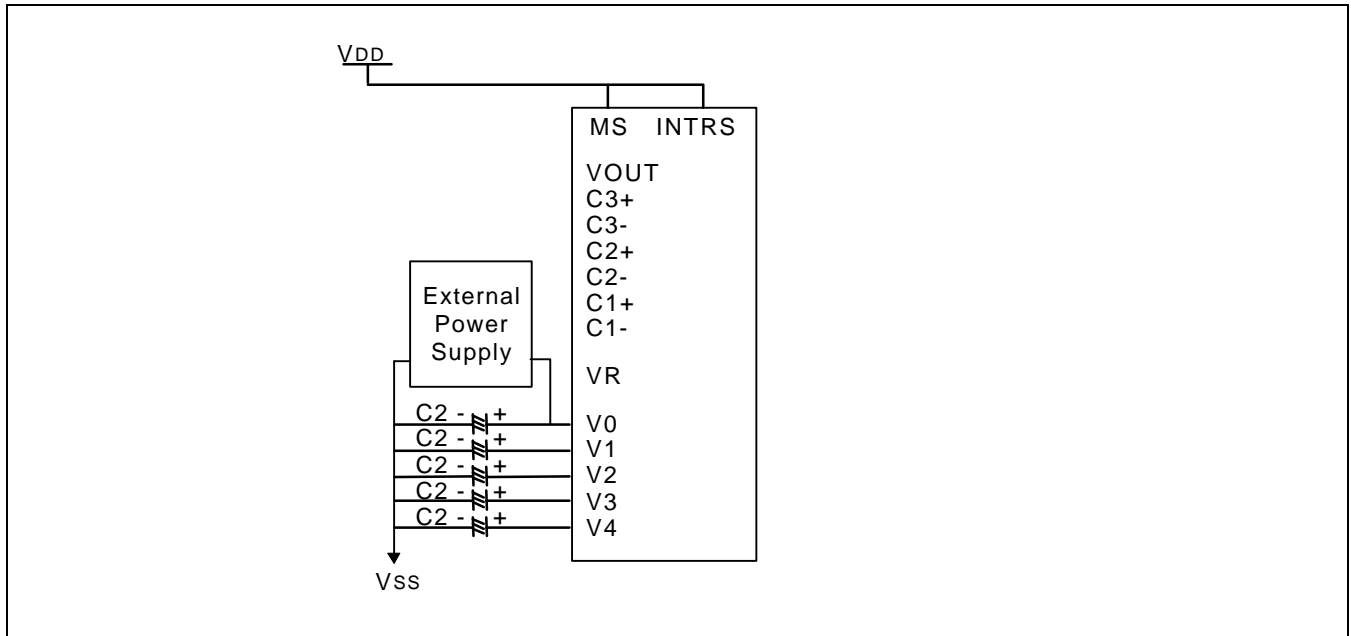 VDD
MS INTRS
VOUT
C3+
C3-
C2+
C2-
C1+
C1-
VR
External
Power
Supply
C2 - + V0
C2 - + V1
C2 - + V2
C2 - + V3
C2 - + V4
VSS